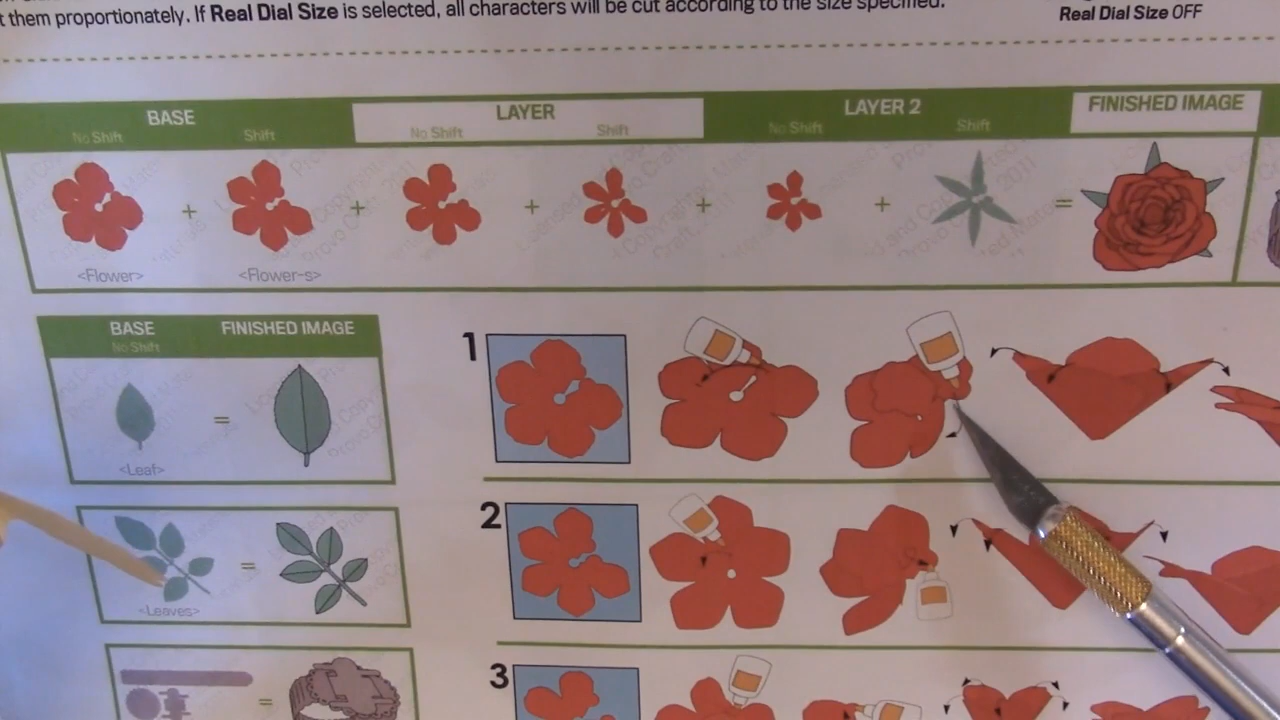 t them proportionately. If Real Dial Size is selected, all characters will be cut according to the size specified.
Real Dial Size OFF
BASE
No Shift Shift
LAYER
No Shift Shift
LAYER 2
No Shift Shift
FINISHED IMAGE
+ + + + + =
<Flower> <Flower-s>
BASE FINISHED IMAGE
No Shift
=
<Leaf>
=
<Leaves>
=
1
2
3